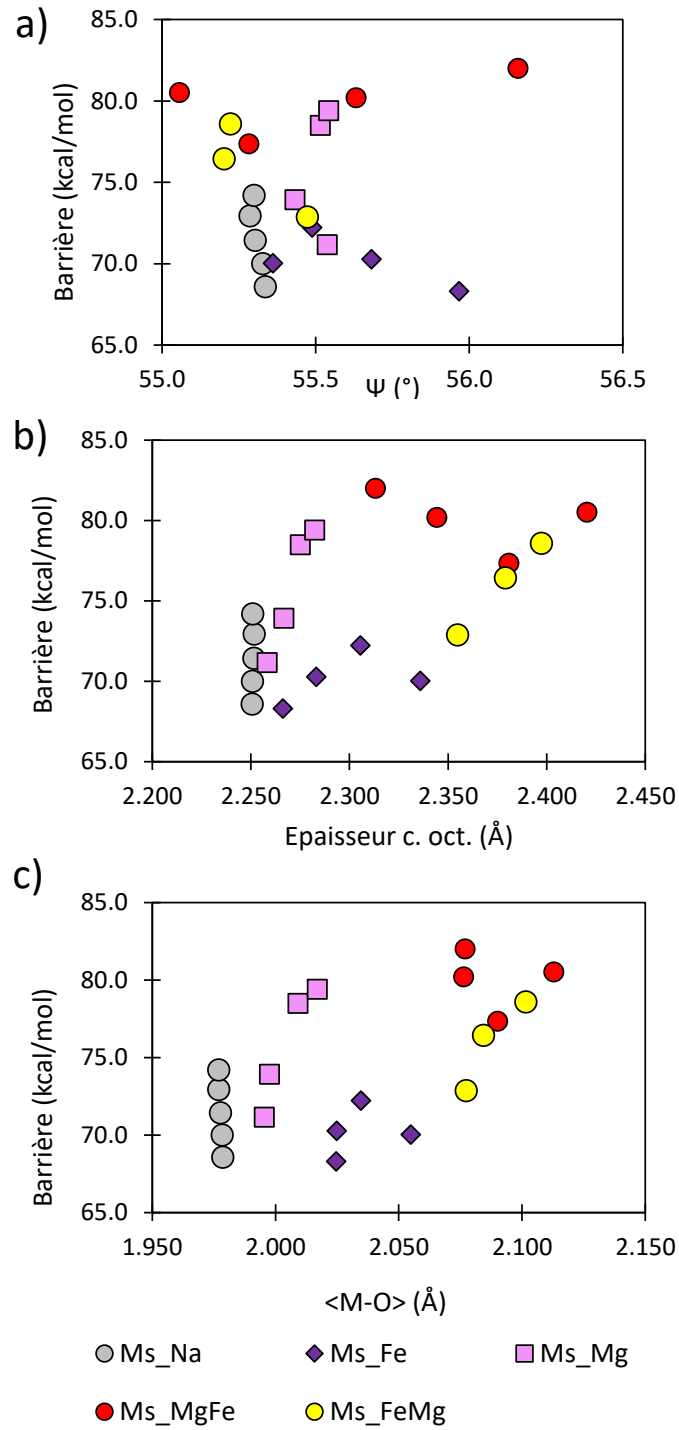 a)
85.0
80.0
75.0
70.0
65.0
Barrière (kcal/mol)
55.0 55.5 56.0 56.5
Ψ (°)
b)
85.0
80.0
75.0
70.0
65.0
Barrière (kcal/mol)
2.200 2.250 2.300 2.350 2.400 2.450
Epaisseur c. oct. (Å)
c)
85.0
80.0
75.0
70.0
65.0
Barrière (kcal/mol)
1.950 2.000 2.050 2.100 2.150
<M-O> (Å)
Ms_Na Ms_Fe Ms_Mg
Ms_MgFe Ms_FeMg